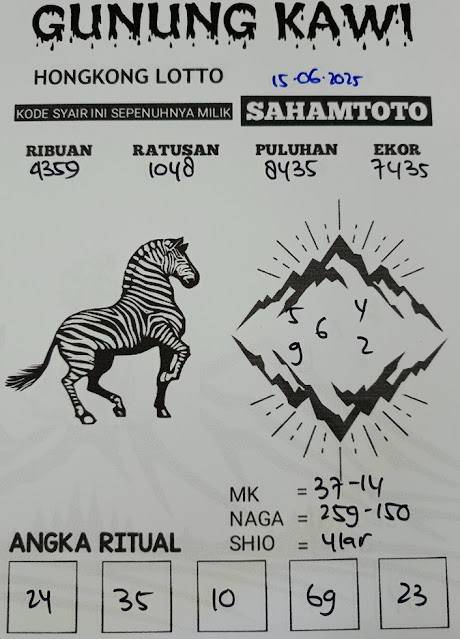 GUNUNG KAWI
HONGKONG LOTTO 15-06-2025
KODE SYAIR INI SEPENUHNYA MILIK SAHAMTOTO
RIBUAN RATUSAN PULUHAN EKOR
9359 1048 8435 7435
5 Y
6
9 2
MK = 37-14
NAGA = 259-150
SHIO = Ular
ANGKA RITUAL
24 35 10 69 23